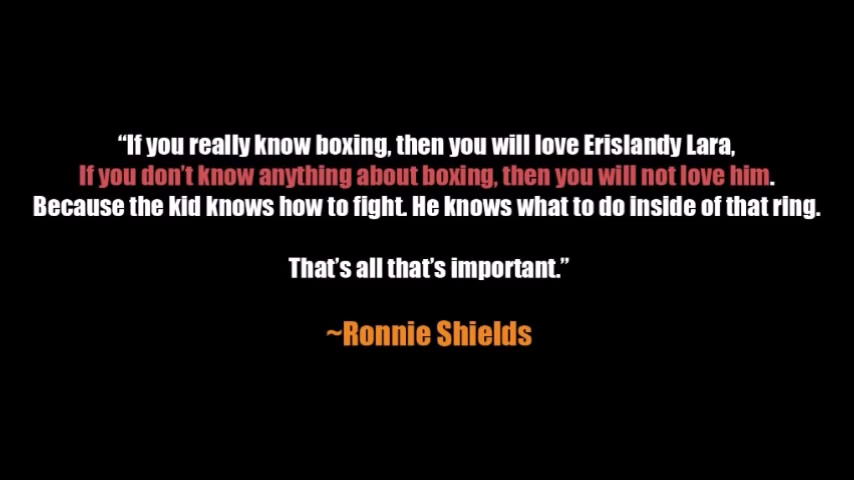 “If you really know boxing, then you will love Erislandy Lara,
If you don’t know anything about boxing, then you will not love him.
Because the kid knows how to fight. He knows what to do inside of that ring.
That’s all that’s important.”
~Ronnie Shields